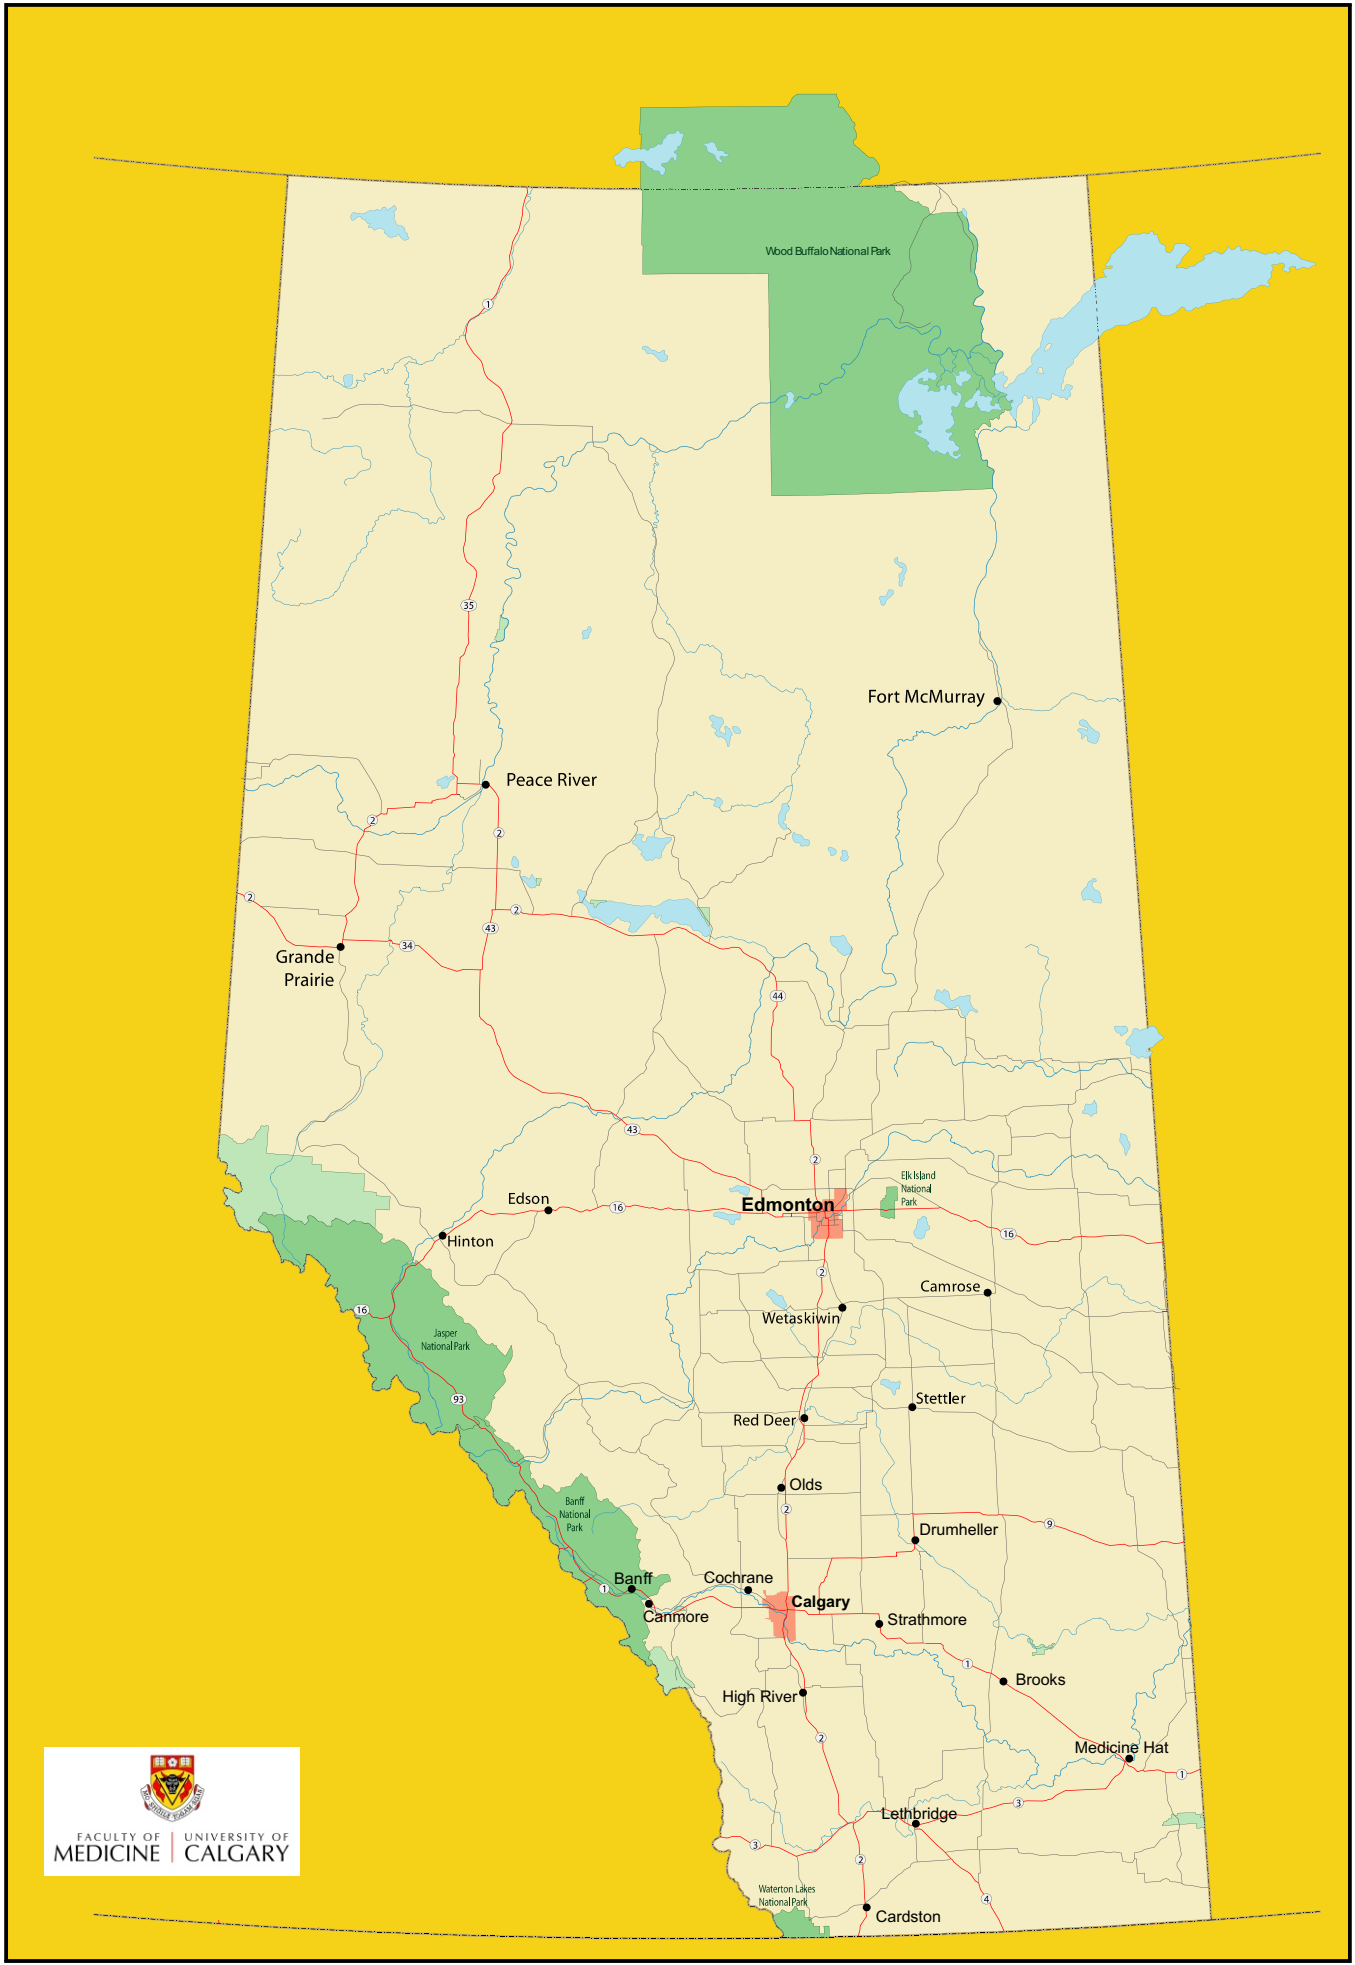 Wood Buffalo National Park
1
35
Fort McMurray
Peace River
2
2
2
2
43
34
Grande
Prairie
44
43
2
Elk Island
National
Park
Edson
16
Edmonton
16
Hinton
2
Camrose
16
Wetaskiwin
Jasper
National Park
93
Stettler
Red Deer
Olds
Banff
National
Park
2
9
Drumheller
Banff
1
Cochrane
Calgary
Canmore
Strathmore
1
Brooks
High River
2
Medicine Hat
1
3
Lethbridge
3
2
4
Waterton Lakes
National Park
Cardston
FACULTY OF
MEDICINE
UNIVERSITY OF
CALGARY